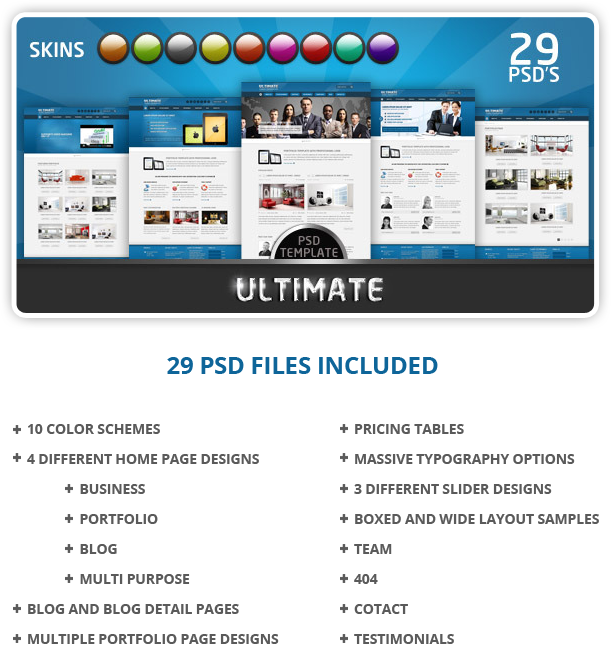 SKINS
29
PSD'S
PSD
TEMPLATE
ULTIMATE
29 PSD FILES INCLUDED
+ 10 COLOR SCHEMES
+ 4 DIFFERENT HOME PAGE DESIGNS
+ BUSINESS
+ PORTFOLIO
+ BLOG
+ MULTI PURPOSE
+ BLOG AND BLOG DETAIL PAGES
+ MULTIPLE PORTFOLIO PAGE DESIGNS
+ PRICING TABLES
+ MASSIVE TYPOGRAPHY OPTIONS
+ 3 DIFFERENT SLIDER DESIGNS
+ BOXED AND WIDE LAYOUT SAMPLES
+ TEAM
+ 404
+ COTACT
+ TESTIMONIALS